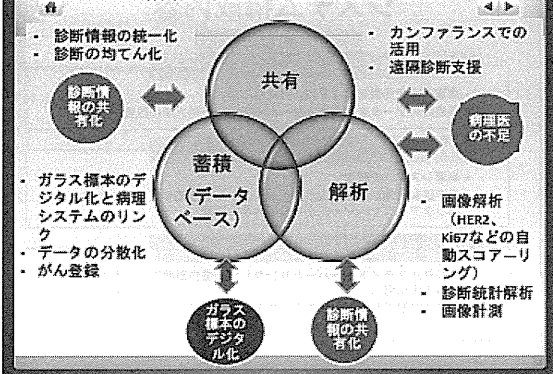 ・ 診断情報の統一化
・ 診断の均てん化
・ カンファランスでの
活用
・ 遠隔診断支援
共有
診断情
報の共
有化
病理医
の不足
蓄積
(データ
ベース)
解析
・ ガラス標本のデ
ジタル化と病理
システムのリン
ク
・ データの分散化
・ がん登録
・ 画像解析
(HER2、
Ki67などの自
動スコアーリ
ング)
・ 診断統計解析
・ 画像計測
ガラス
標本の
デジタ
ル化
診断情
報の共
有化